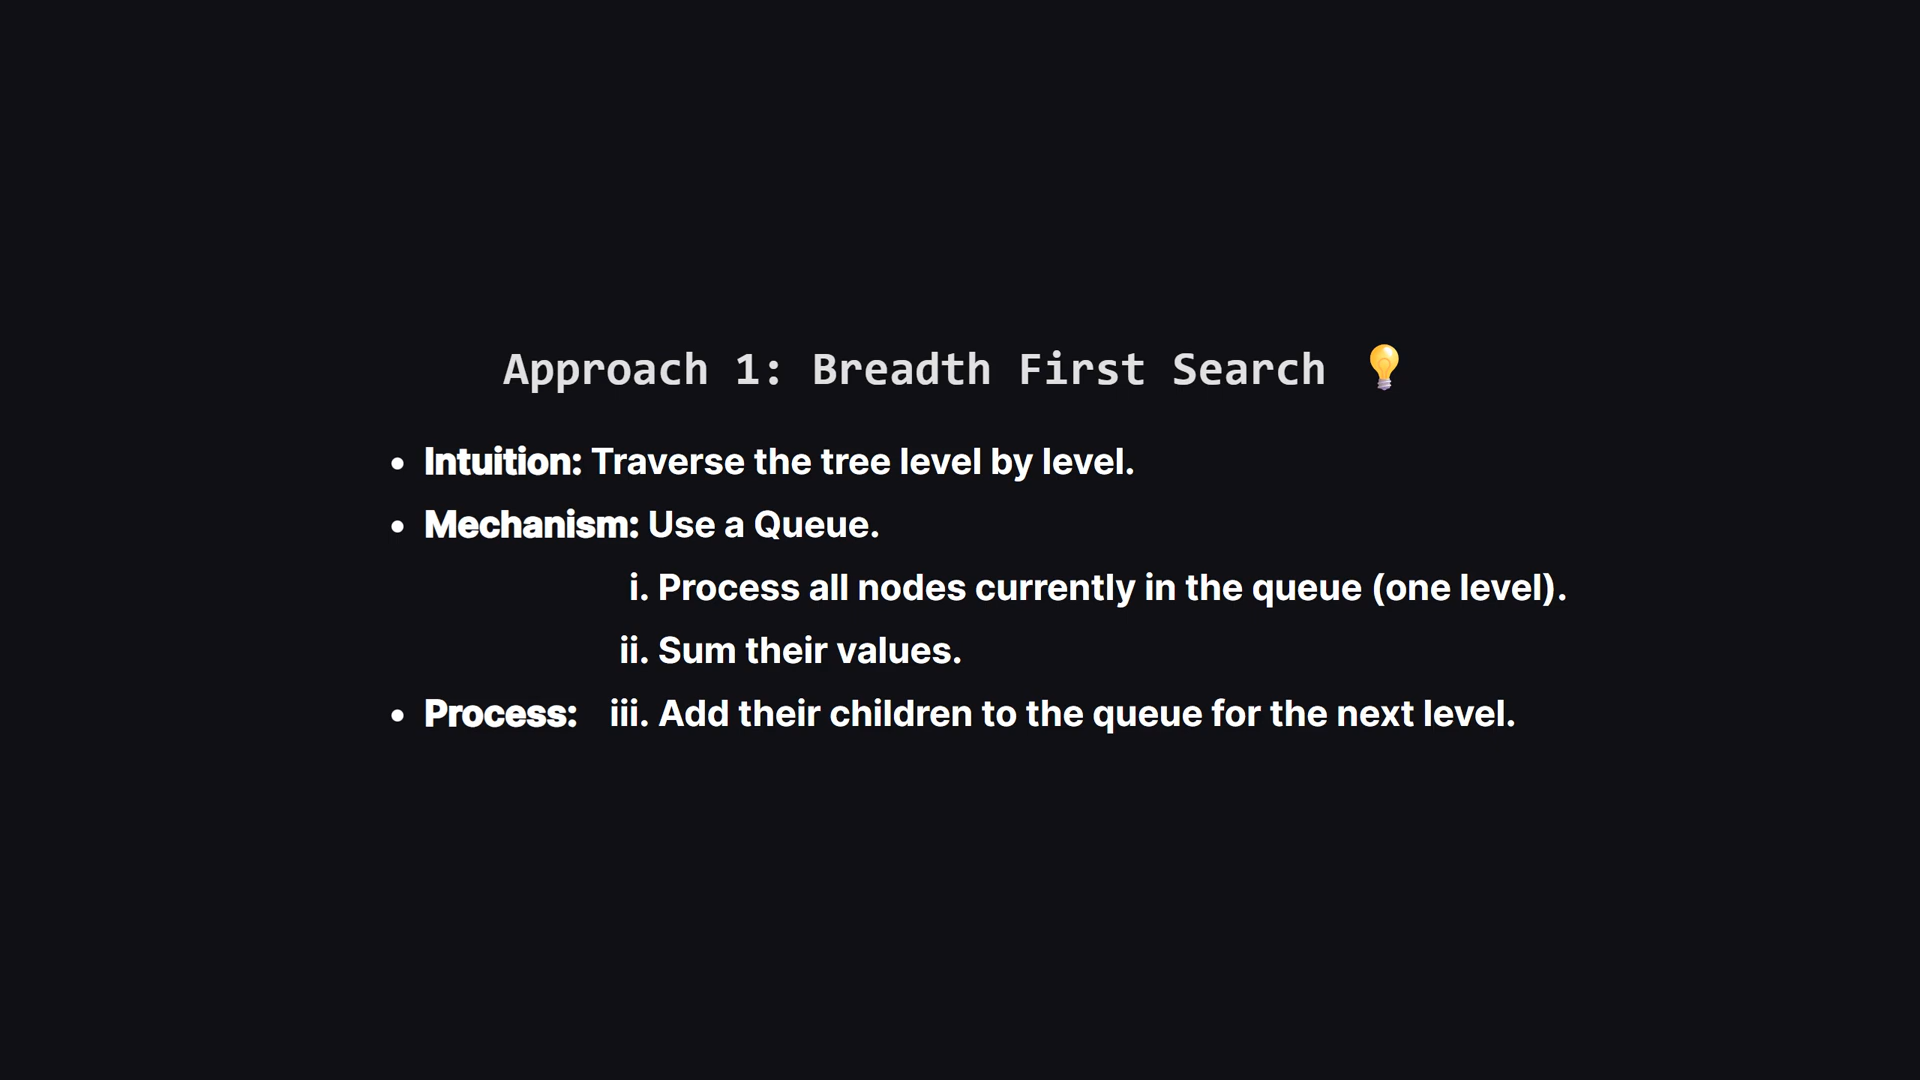 Approach 1: Breadth First Search 💡
• Intuition: Traverse the tree level by level.
• Mechanism: Use a Queue.
i. Process all nodes currently in the queue (one level).
ii. Sum their values.
• Process: iii. Add their children to the queue for the next level.